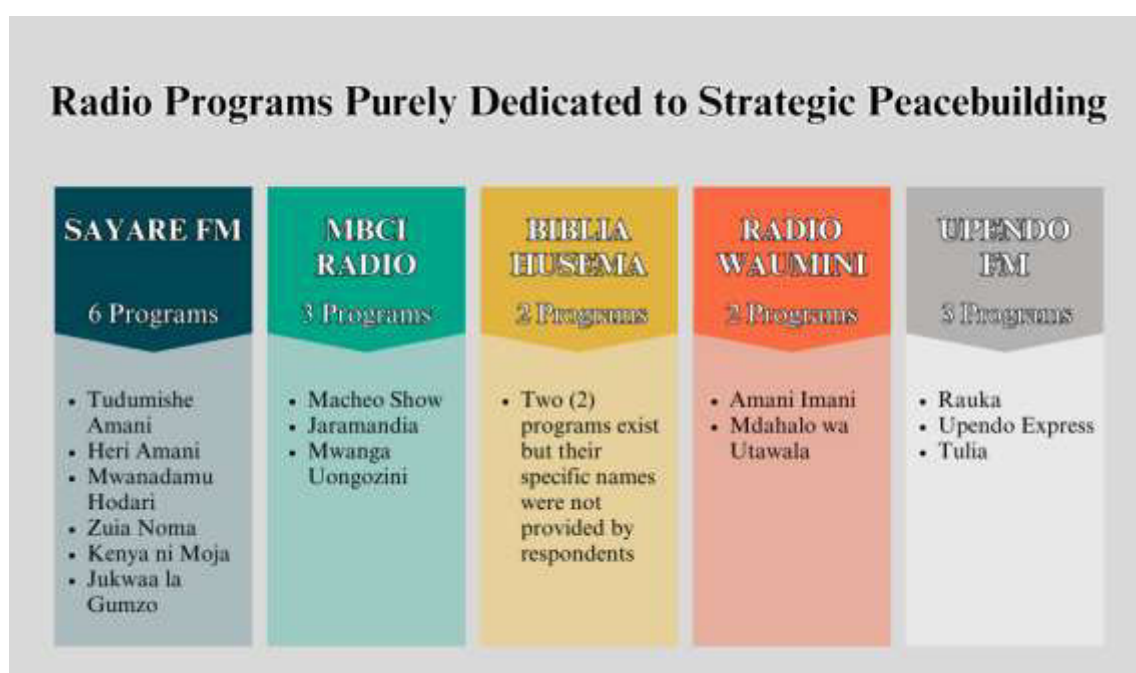 Radio Programs Purely Dedicated to Strategic Peacebuilding
SAYARE FM
6 Programs
• Tudumishe
Amani
• Heri Amani
• Mwanadamu
Hodari
• Zuia Noma
• Kenya ni Moja
• Jukwaa la
Gumzo
MBCI
RADIO
3 Programs
• Macheo Show
• Jaramandia
• Mwanga
Uongozini
BIBLIA
HUSEMA
2 Programs
• Two (2)
programs exist
but their
specific names
were not
provided by
respondents
RADIO
WAUMINI
2 Programs
• Amani Imani
• Mdahalo wa
Utawala
UPENDO
FM
3 Programs
• Rauka
• Upendo Express
• Tulia